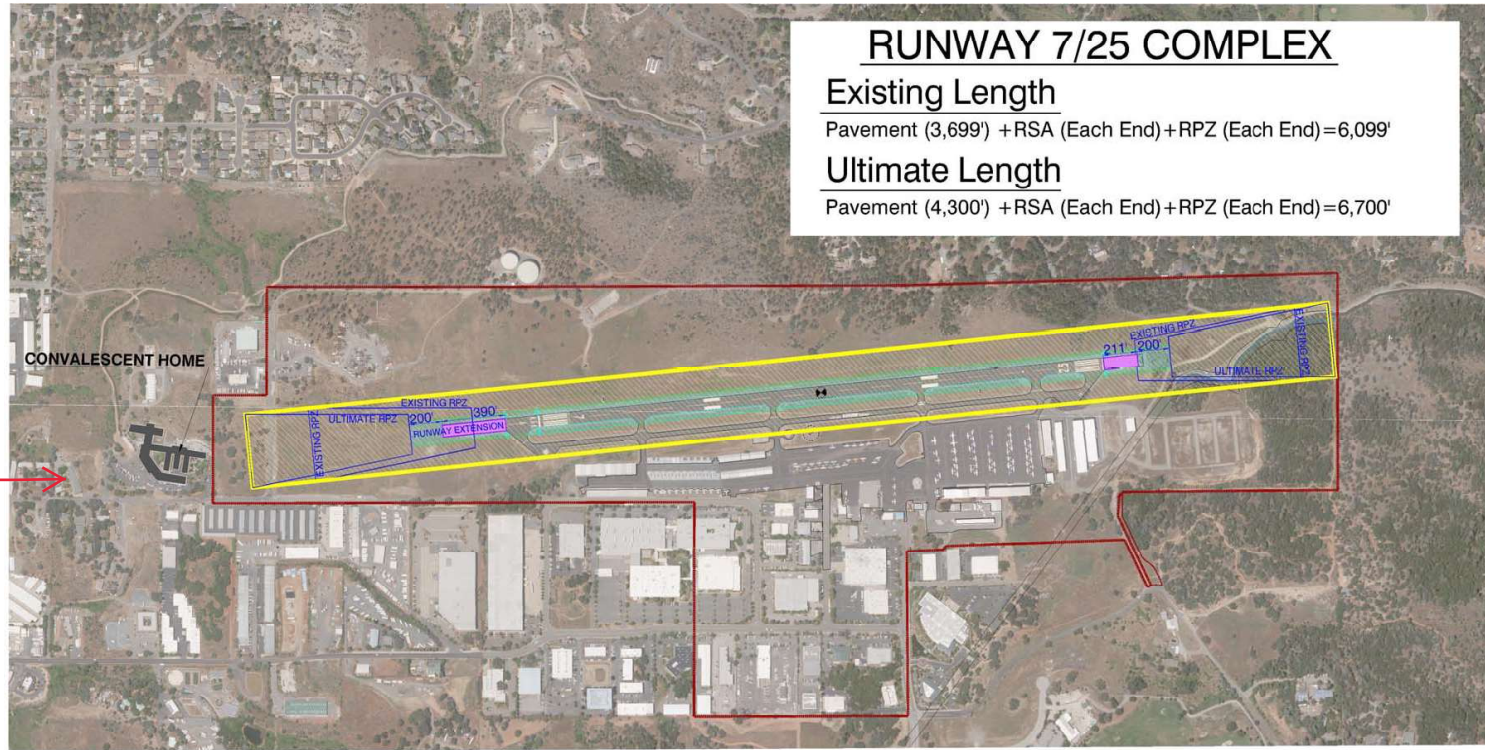 RUNWAY 7/25 COMPLEX
Existing Length
Pavement (3,699') +RSA (Each End)+RPZ (Each End)=6,099'
Ultimate Length
Pavement (4,300') +RSA (Each End)+RPZ (Each End)=6,700'
CONVALESCENT HOME
EXISTING RPZ
ULTIMATE RPZ
EXISTING RPZ
200'
390'
RUNWAY EXTENSION
25
211'
200'
EXISTING RPZ
ULTIMATE RPZ
EXISTING RPZ